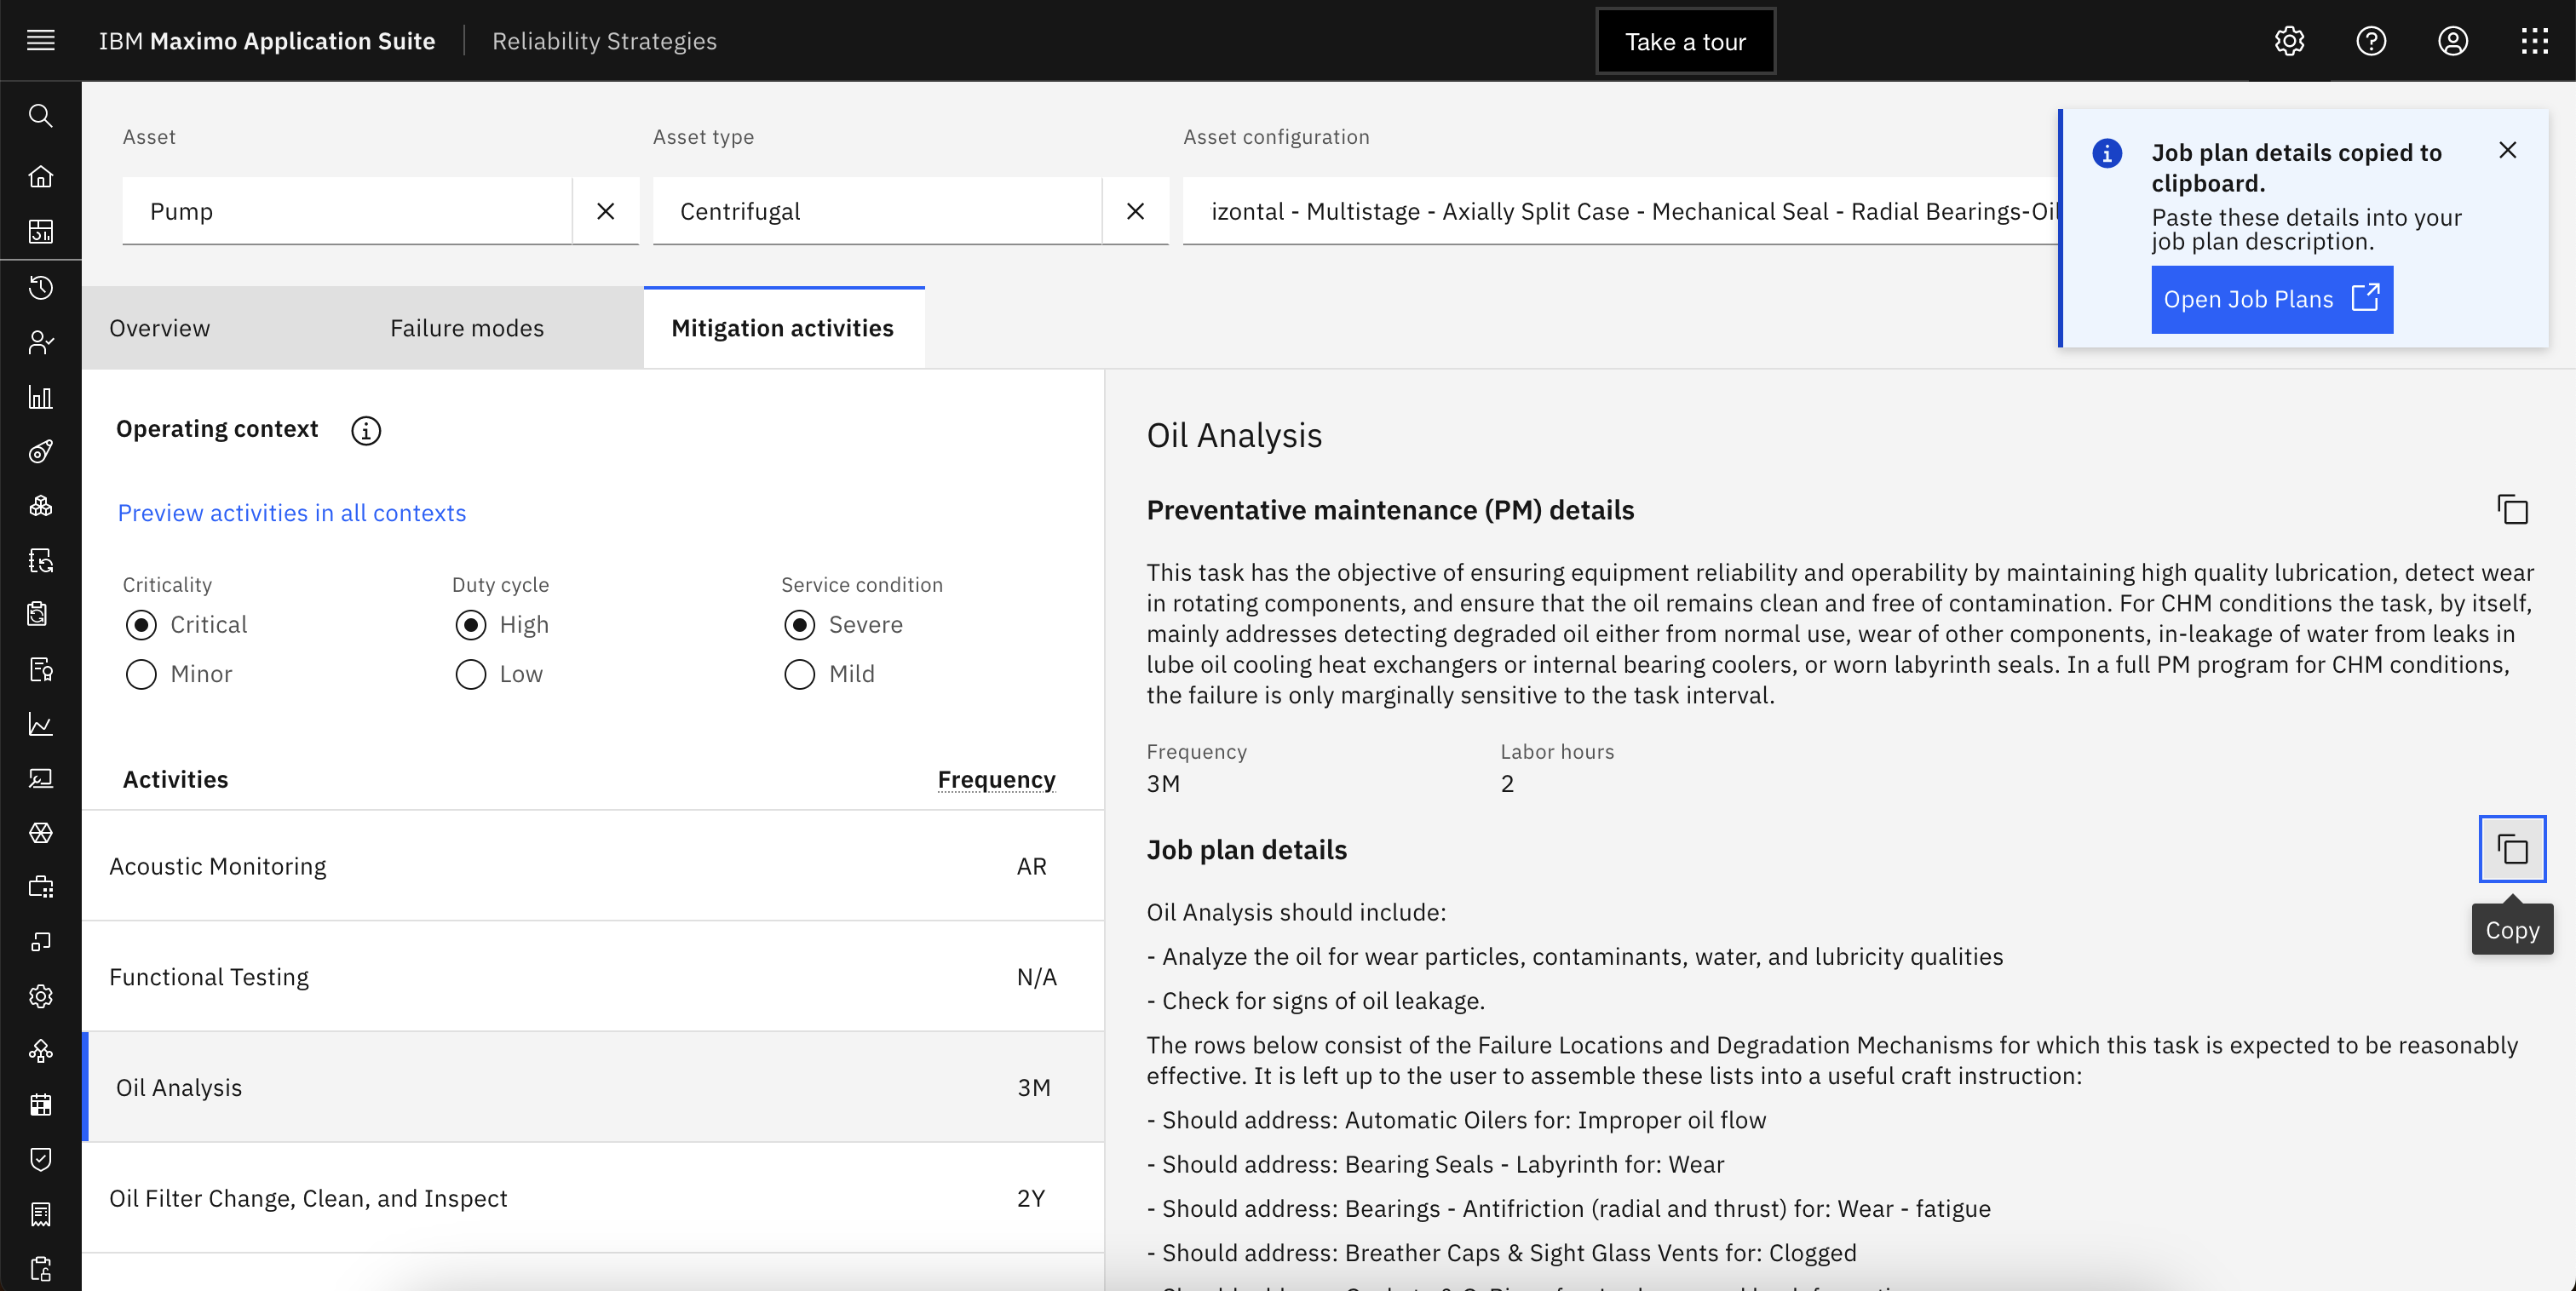 IBM Maximo Application Suite
Reliability Strategies
Take a tour
Asset
Asset type
Asset configuration
Pump
Centrifugal
izontal - Multistage - Axially Split Case - Mechanical Seal - Radial Bearings-Oil
Job plan details copied to
clipboard.
Paste these details into your
job plan description.
Open Job Plans
Overview
Failure modes
Mitigation activities
Operating context
Preview activities in all contexts
Criticality
Duty cycle
Service condition
Critical
High
Severe
Minor
Low
Mild
Activities
Frequency
Acoustic Monitoring
AR
Functional Testing
N/A
Oil Analysis
3M
Oil Filter Change, Clean, and Inspect
2Y
Oil Analysis
Preventative maintenance (PM) details
This task has the objective of ensuring equipment reliability and operability by maintaining high quality lubrication, detect wear
in rotating components, and ensure that the oil remains clean and free of contamination. For CHM conditions the task, by itself,
mainly addresses detecting degraded oil either from normal use, wear of other components, in-leakage of water from leaks in
lube oil cooling heat exchangers or internal bearing coolers, or worn labyrinth seals. In a full PM program for CHM conditions,
the failure is only marginally sensitive to the task interval.
Frequency
Labor hours
3M
2
Job plan details
Copy
Oil Analysis should include:
- Analyze the oil for wear particles, contaminants, water, and lubricity qualities
- Check for signs of oil leakage.
The rows below consist of the Failure Locations and Degradation Mechanisms for which this task is expected to be reasonably
effective. It is left up to the user to assemble these lists into a useful craft instruction:
- Should address: Automatic Oilers for: Improper oil flow
- Should address: Bearing Seals - Labyrinth for: Wear
- Should address: Bearings - Antifriction (radial and thrust) for: Wear - fatigue
- Should address: Breather Caps & Sight Glass Vents for: Clogged